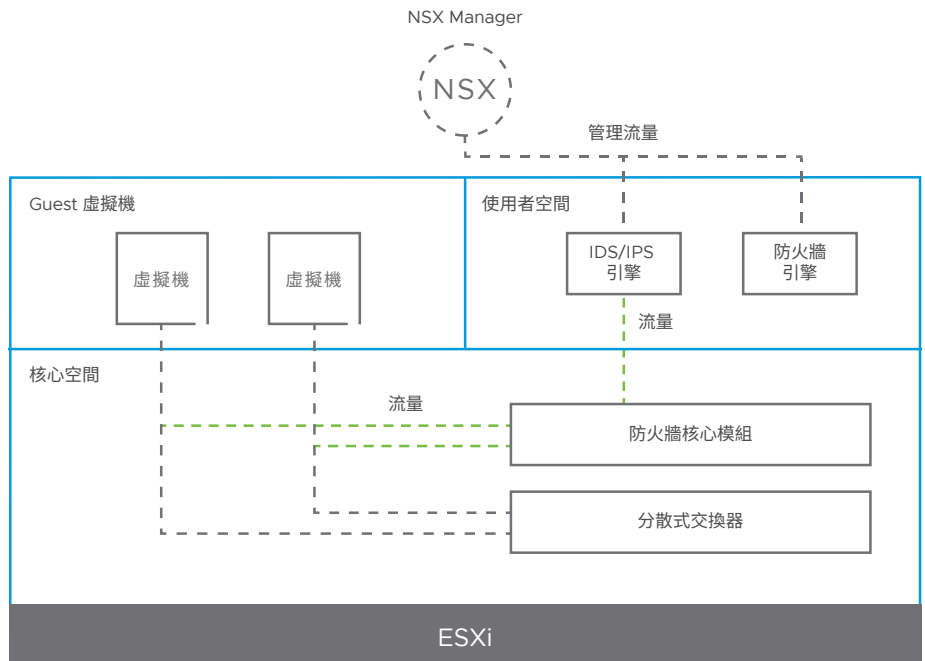 NSX Manager
NSX
管理流量
Guest 虛擬機
使用者空間
虛擬機
虛擬機
IDS/IPS
引擎
防火牆
引擎
流量
核心空間
流量
防火牆核心模組
分散式交換器
ESXi